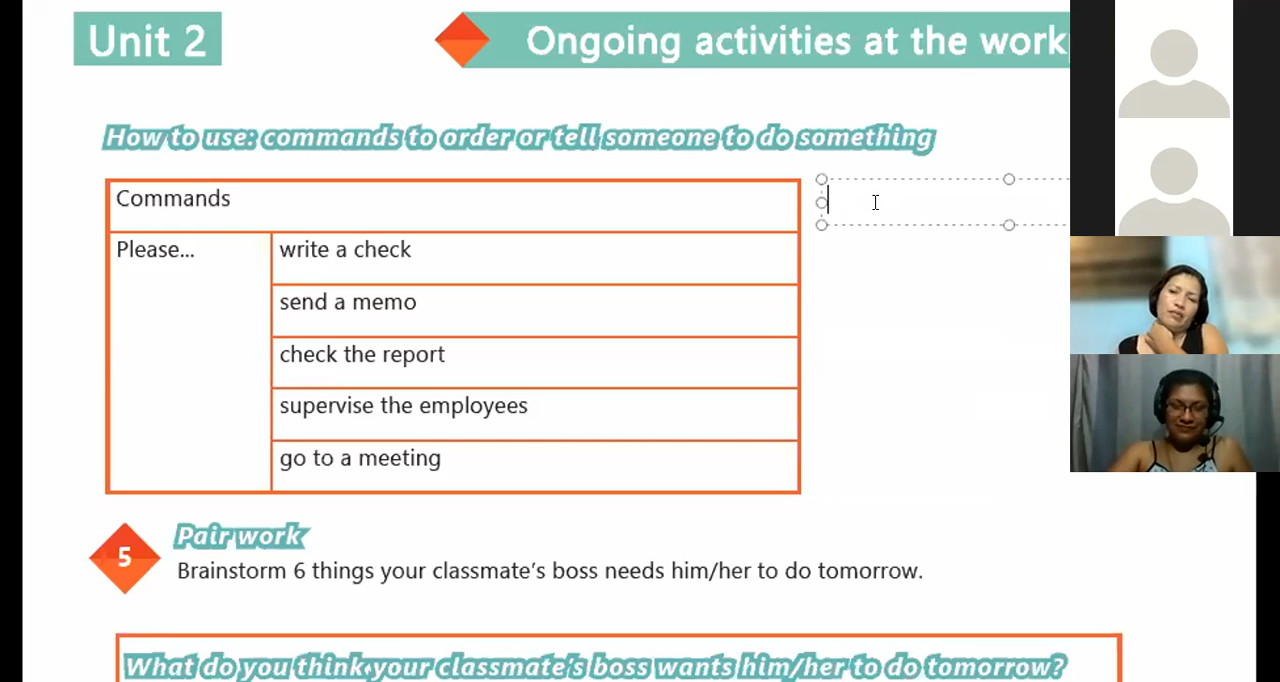 Unit 2
Ongoing activities at the work
How to use: commands to order or tell someone to do something
Commands
Please...
write a check
send a memo
check the report
supervise the employees
go to a meeting
5
Pair work
Brainstorm 6 things your classmate's boss needs him/her to do tomorrow.
What do you think your classmate's boss wants him/her to do tomorrow?